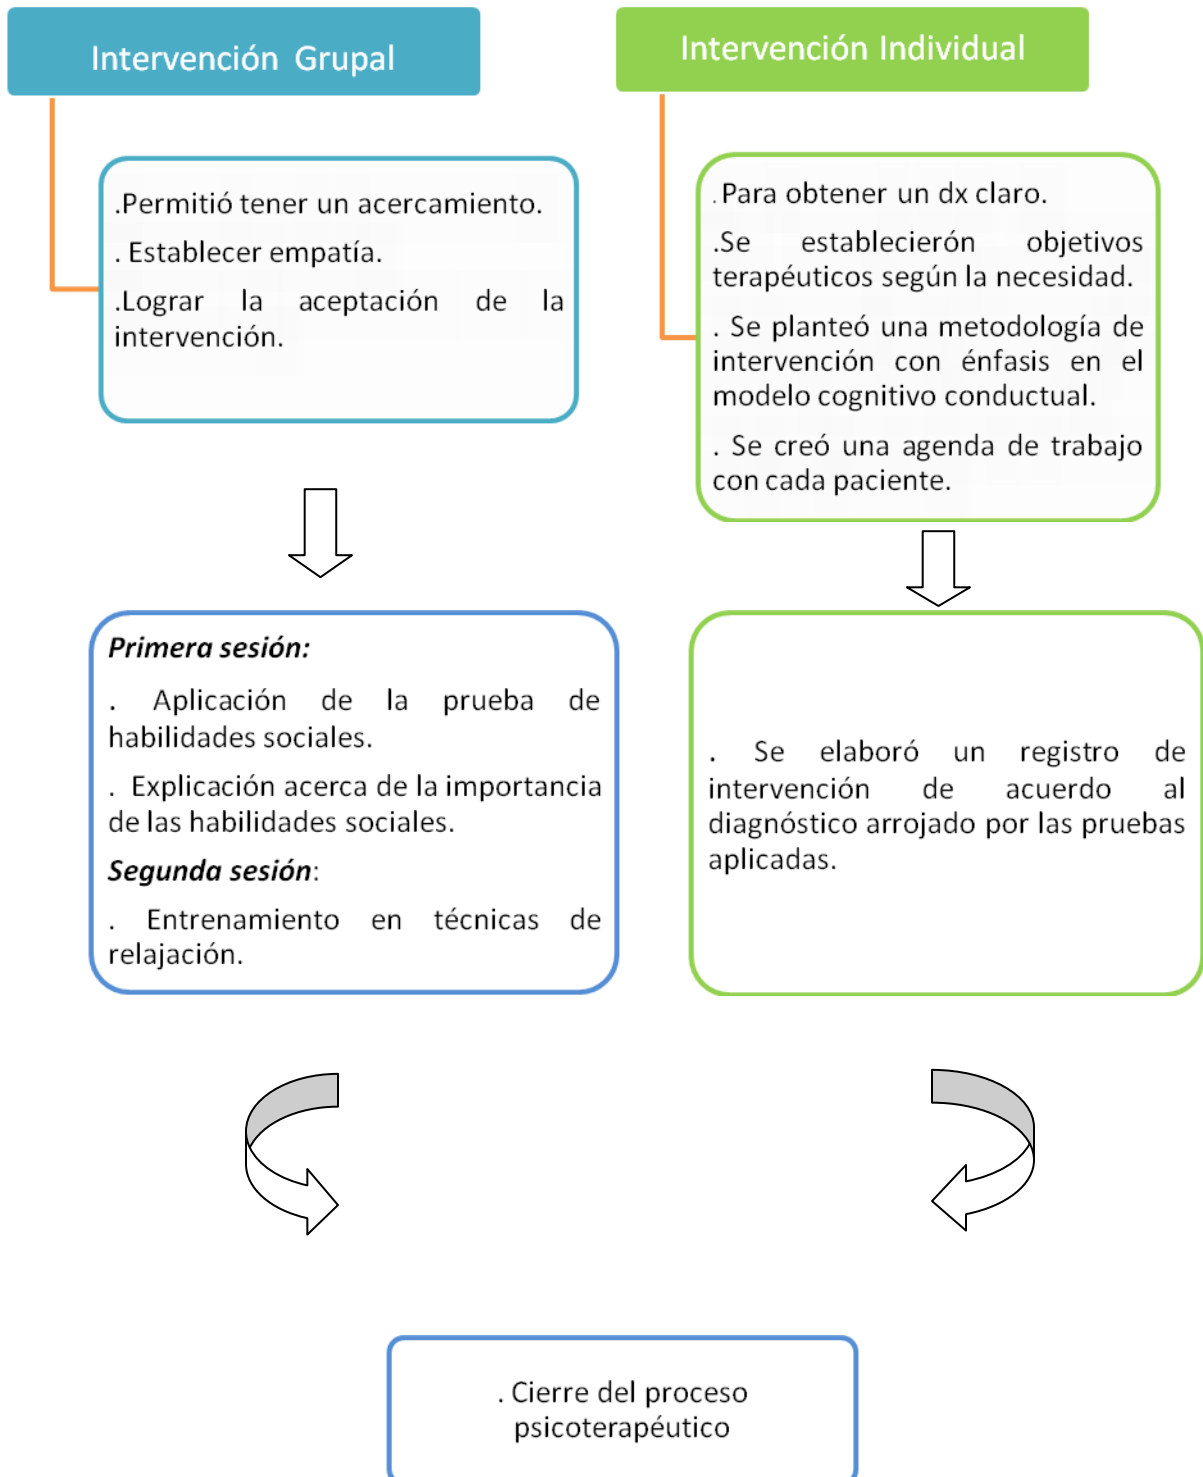 Intervención Grupal
.Permitió tener un acercamiento.
. Establecer empatía.
.Lograr la aceptación de la
intervención.
Primera sesión:
. Aplicación de la prueba de
habilidades sociales.
. Explicación acerca de la importancia
de las habilidades sociales.
Segunda sesión:
. Entrenamiento en técnicas de
relajación.
Intervención Individual
. Para obtener un dx claro.
.Se establecierón objetivos
terapéuticos según la necesidad.
. Se planteó una metodología de
intervención con énfasis en el
modelo cognitivo conductual.
. Se creó una agenda de trabajo
con cada paciente.
. Se elaboró un registro de
intervención de acuerdo al
diagnóstico arrojado por las pruebas
aplicadas.
. Cierre del proceso
psicoterapéutico